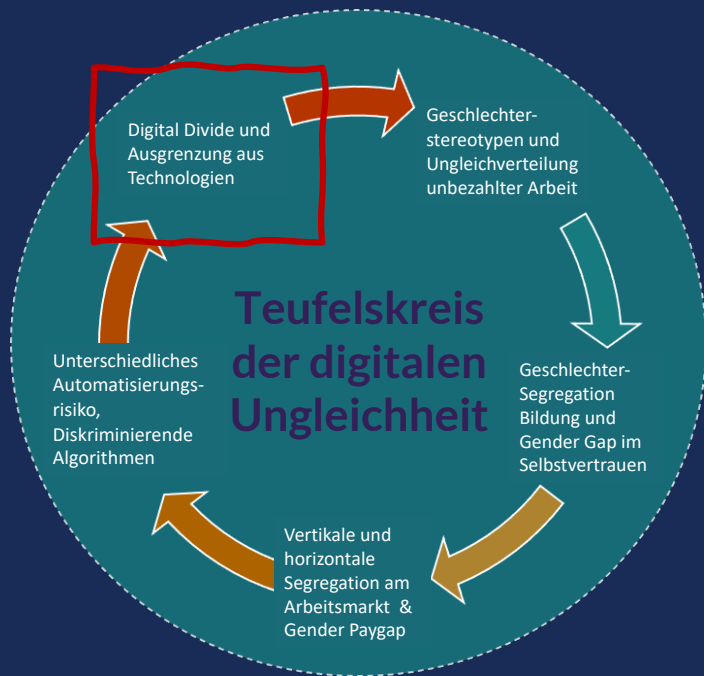 Digital Divide und
Ausgrenzung aus
Technologien
Geschlechter-
stereotypen und
Ungleichverteilung
unbezahlter Arbeit
Geschlechter-
Segregation
Bildung und
Gender Gap im
Selbstvertrauen
Vertikale und
horizontale
Segregation am
Arbeitsmarkt &
Gender Paygap
Unterschiedliches
Automatisierungs-
risiko,
Diskriminierende
Algorithmen
Teufelskreis
der digitalen
Ungleichheit